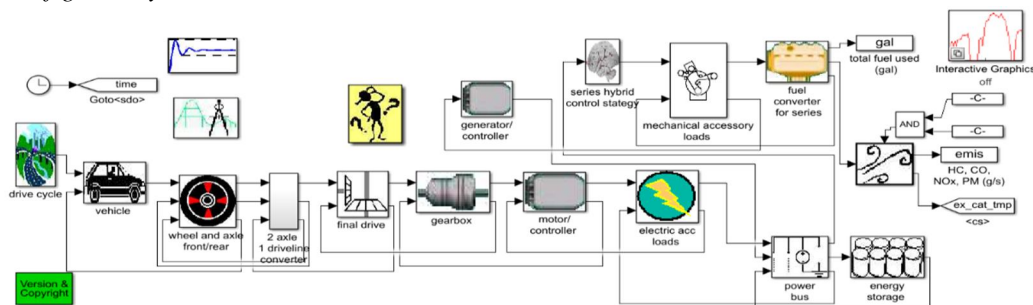 time
Goto<sdo>
drive cycle
vehicle
wheel and axle
front/rear
2 axle
1 driveline
converter
final drive
gearbox
motor/
controller
electric acc
loads
generator/
controller
series hybrid
control stategy
mechanical accessory
loads
fuel
converter
for series
gal
total fuel used
(gal)
Interactive Graphics
off
-C-
AND
-C-
emis
HC, CO,
NOx, PM (g/s)
ex_cat_tmp
<cs>
power
bus
energy
storage
Version &
Copyright